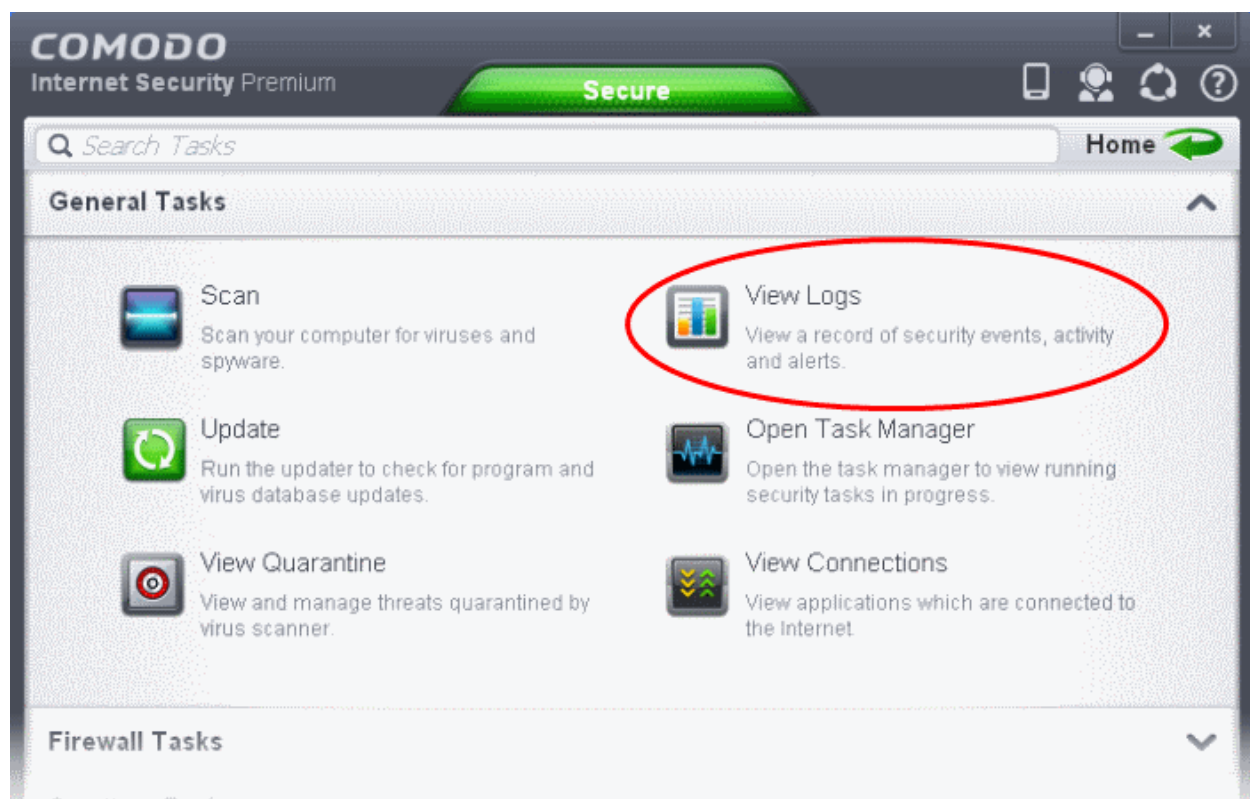 COMODO
Internet Security Premium
Secure
Search Tasks
Home
General Tasks
Scan
Scan your computer for viruses and
spyware.
View Logs
View a record of security events, activity
and alerts.
Update
Run the updater to check for program and
virus database updates.
Open Task Manager
Open the task manager to view running
security tasks in progress.
View Quarantine
View and manage threats quarantined by
virus scanner.
View Connections
View applications which are connected to
the Internet
Firewall Tasks